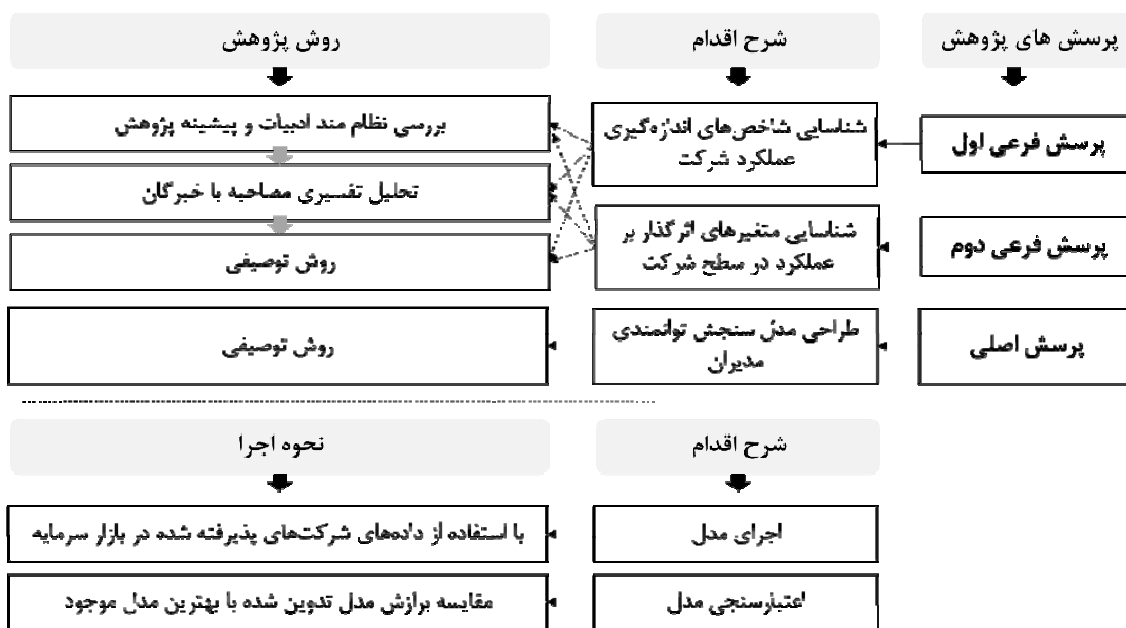 پرسش های پژوهش
شرح اقدام
روش پژوهش
پرسش فرعی اول
شناسایی شاخص‌های اندازه‌گیری
عملکرد شرکت
بررسی نظام مند ادبیات و پیشینه پژوهش
تحلیل تفسیری مصاحبه با خبرگان
پرسش فرعی دوم
شناسایی متغیرهای اثرگذار بر
عملکرد در سطح شرکت
روش توصیفی
پرسش اصلی
طراحی مدل سنجش توانمندی
مدیران
روش توصیفی
شرح اقدام
نحوه اجرا
اجرای مدل
با استفاده از داده‌های شرکت‌های پذیرفته شده در بازار سرمایه
اعتبارسنجی مدل
مقایسه برازش مدل تدوین شده با بهترین مدل موجود